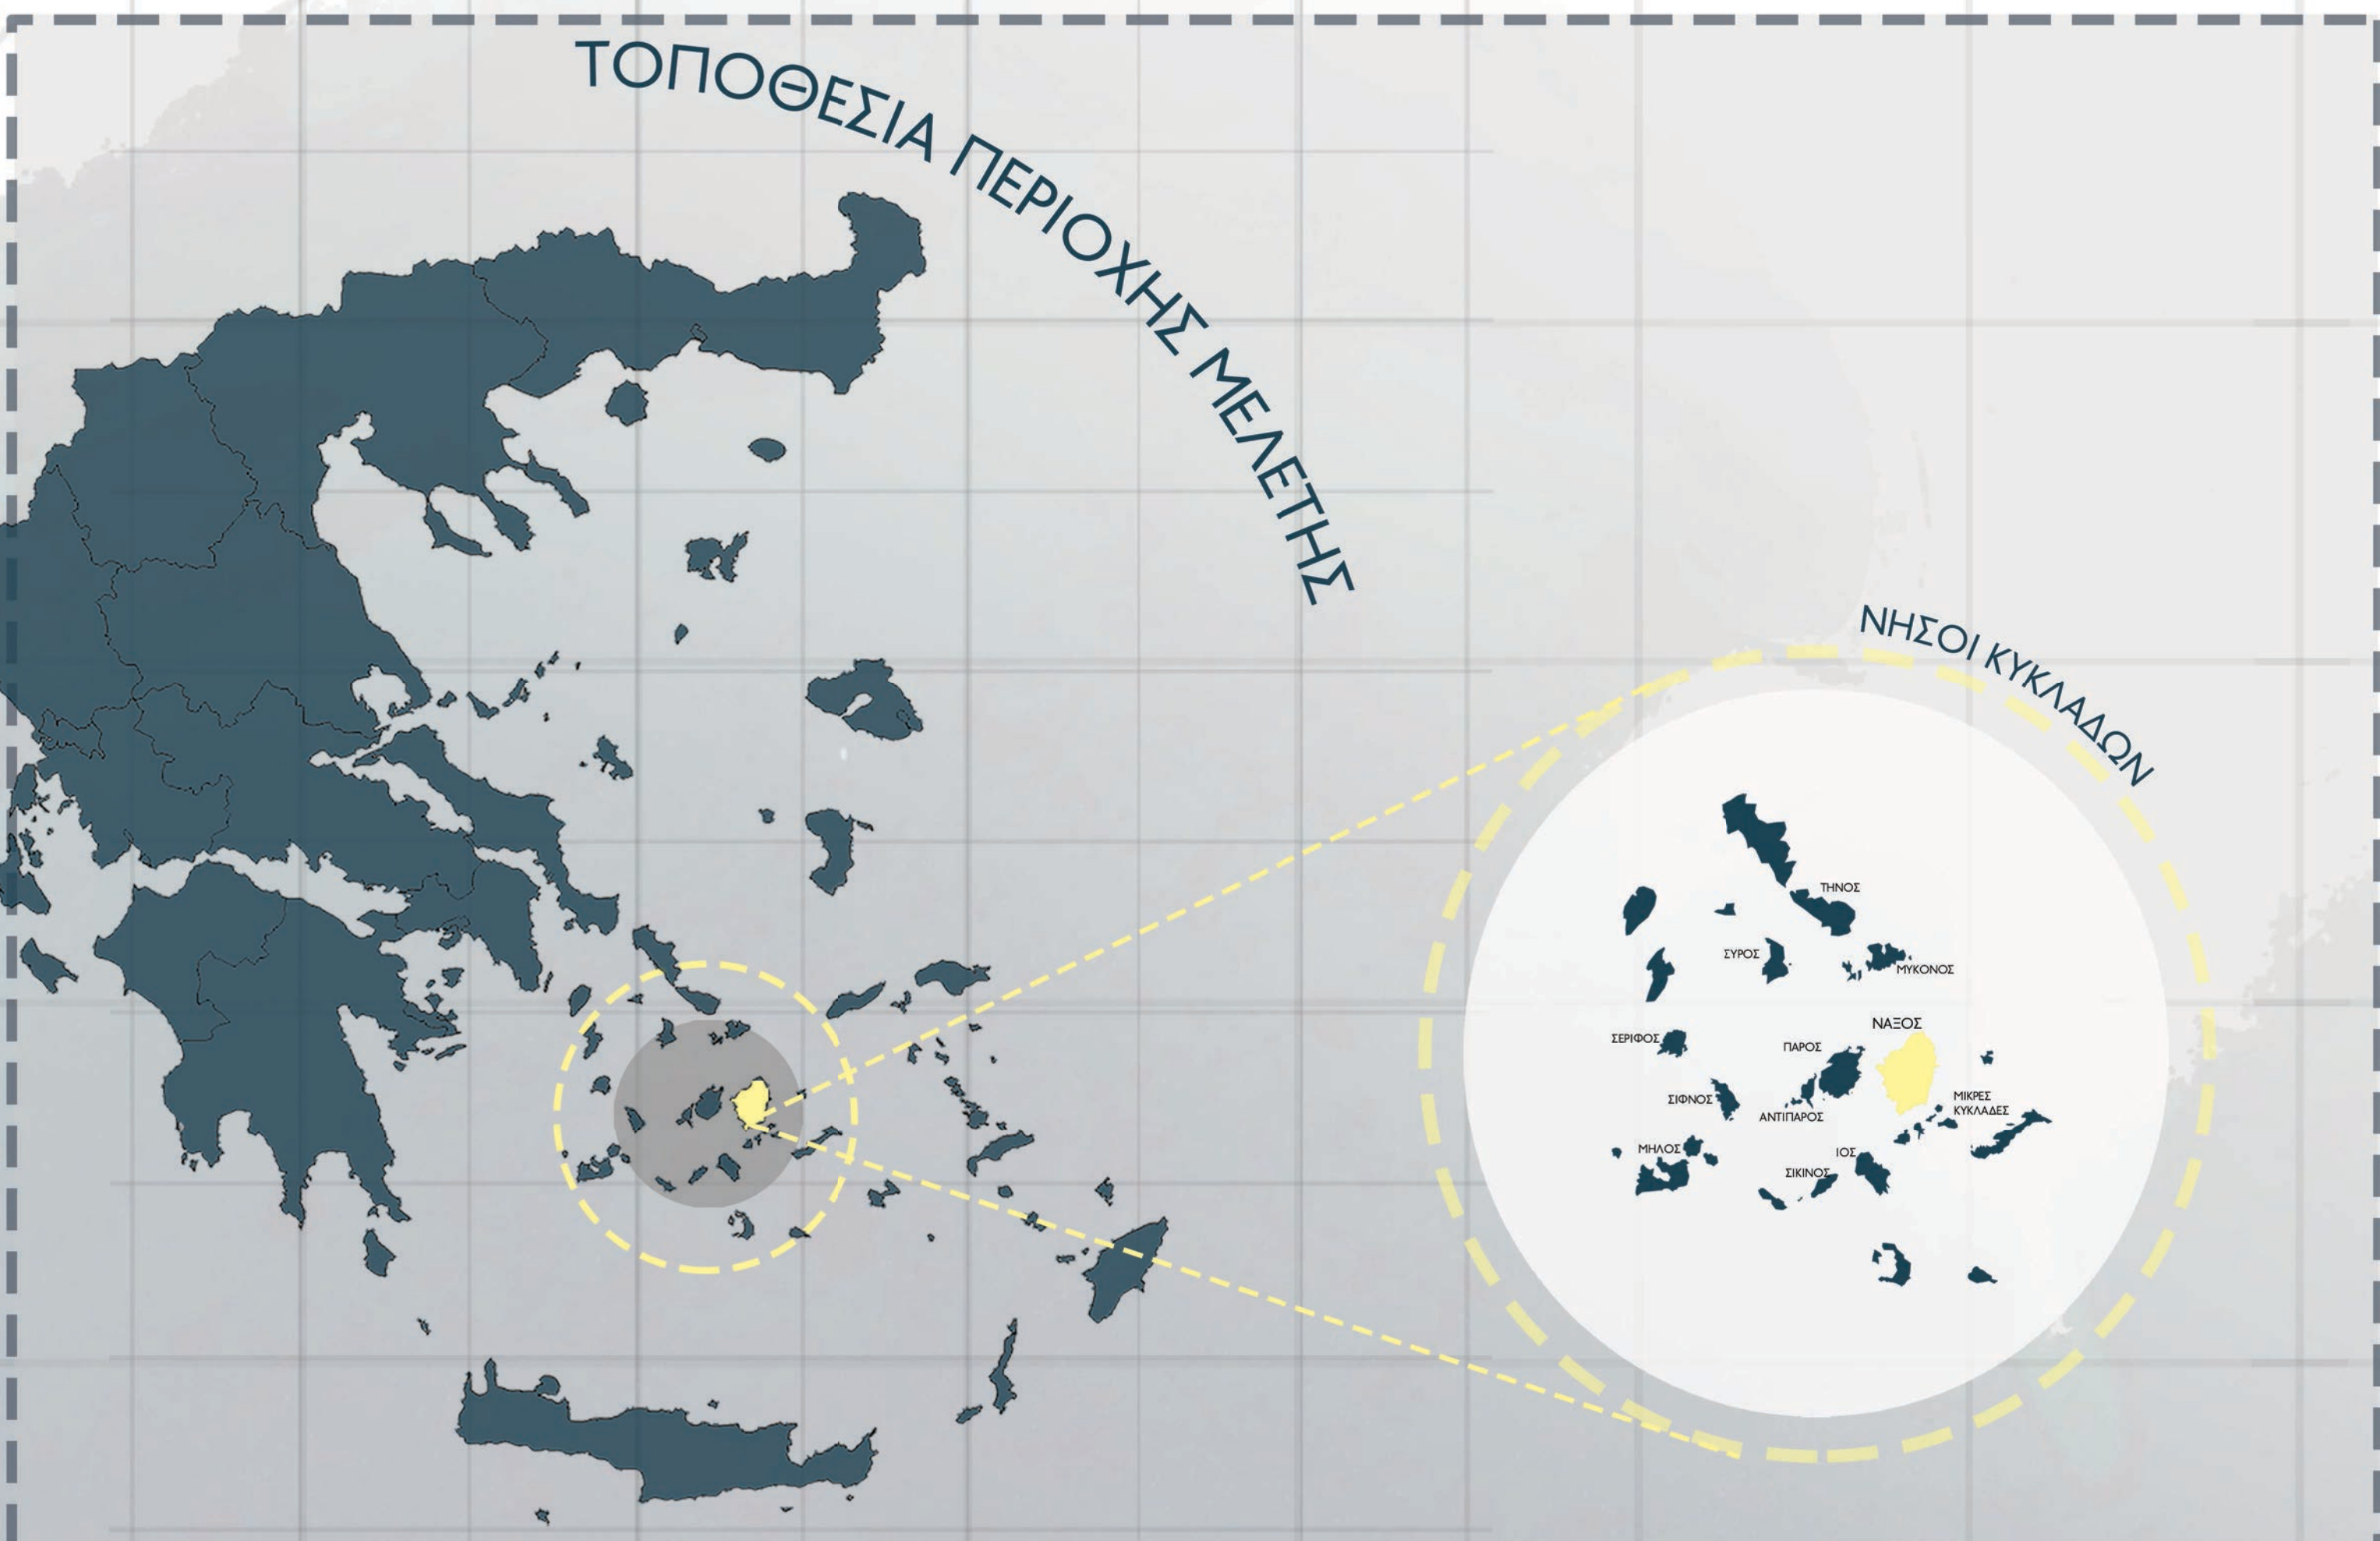 ΤΟΠΟΘΕΣΙΑ ΠΕΡΙΟΧΗΣ ΜΕΛΕΤΗΣ
ΝΗΣΟΙ ΚΥΚΛΑΔΩΝ
ΤΗΝΟΣ
ΣΥΡΟΣ
ΜΥΚΟΝΟΣ
ΝΑΞΟΣ
ΣΕΡΙΦΟΣ
ΠΑΡΟΣ
ΣΙΦΝΟΣ
ΜΙΚΡΕΣ
ΚΥΚΛΑΔΕΣ
ΑΝΤΙΠΑΡΟΣ
ΜΗΛΟΣ
ΙΟΣ
ΣΙΚΙΝΟΣ